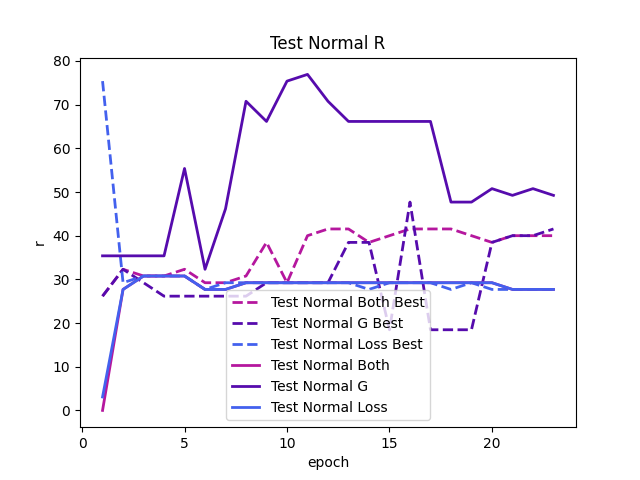 Test Normal R
80
70
60
50
40
30
20
10
0
r
0 5 10 15 20
epoch
Test Normal Both Best
Test Normal G Best
Test Normal Loss Best
Test Normal Both
Test Normal G
Test Normal Loss